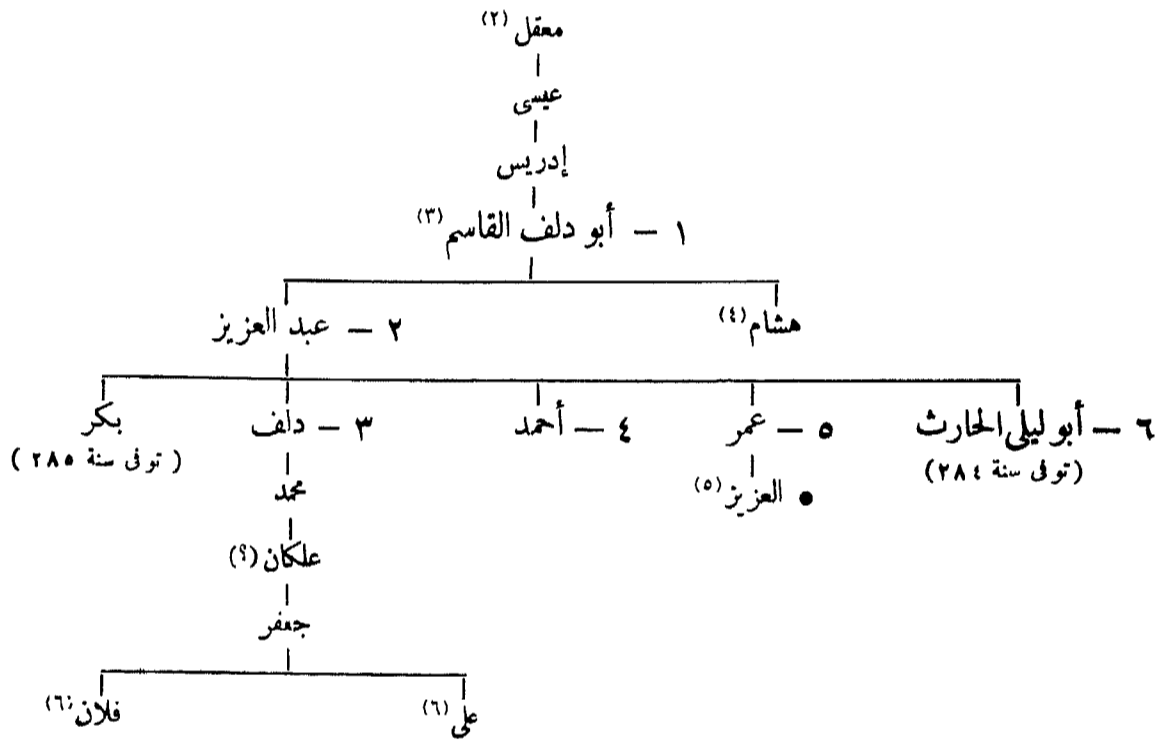 معقل (٢)
عيسى
إدريس
١ — أبو دلف القاسم (٣)
هشام (٤)
٢ — عبد العزيز
٦ — أبو ليلى الحارث
(توفى سنة ٢٨٤)
٥ — عمر
٤ — أحمد
٣ — دلف
بكر
(توفى سنة ٢٨٥)
• العزيز (٥)
محمد
علكان (؟)
جعفر
على (٦)
فلان (٦)